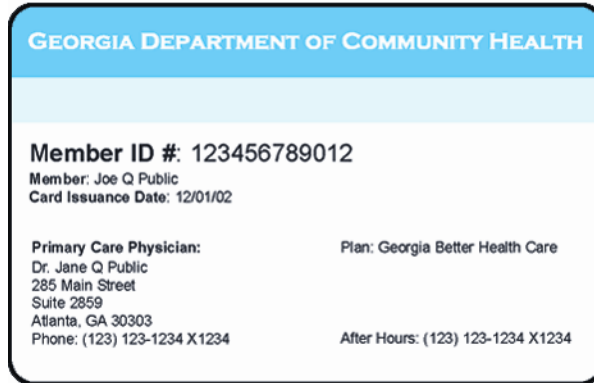 GEORGIA DEPARTMENT OF COMMUNITY HEALTH
Member ID #: 123456789012
Member: Joe Q Public
Card Issuance Date: 12/01/02
Primary Care Physician:
Dr. Jane Q Public
285 Main Street
Suite 2859
Atlanta, GA 30303
Phone: (123) 123-1234 X1234
Plan: Georgia Better Health Care
After Hours: (123) 123-1234 X1234